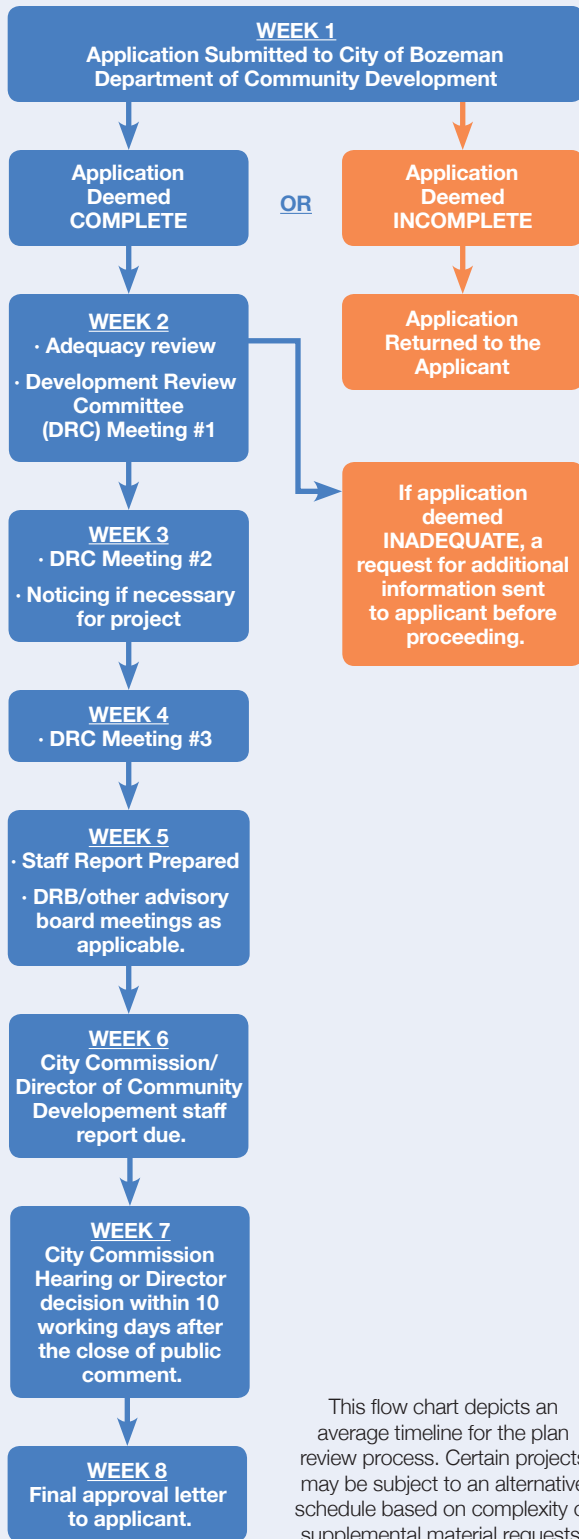 WEEK 1
Application Submitted to City of Bozeman
Department of Community Development
Application
Deemed
COMPLETE
OR
Application
Deemed
INCOMPLETE
Application
Returned to the
Applicant
WEEK 2
· Adequacy review
· Development Review
Committee
(DRC) Meeting #1
If application
deemed
INADEQUATE, a
request for additional
information sent
to applicant before
proceeding.
WEEK 3
· DRC Meeting #2
· Noticing if necessary
for project
WEEK 4
· DRC Meeting #3
WEEK 5
· Staff Report Prepared
· DRB/other advisory
board meetings as
applicable.
WEEK 6
City Commission/
Director of Community
Developement staff
report due.
WEEK 7
City Commission
Hearing or Director
decision within 10
working days after
the close of public
comment.
WEEK 8
Final approval letter
to applicant.
This flow chart depicts an
average timeline for the plan
review process. Certain projects
may be subject to an alternative
schedule based on complexity o
supplemental material requests